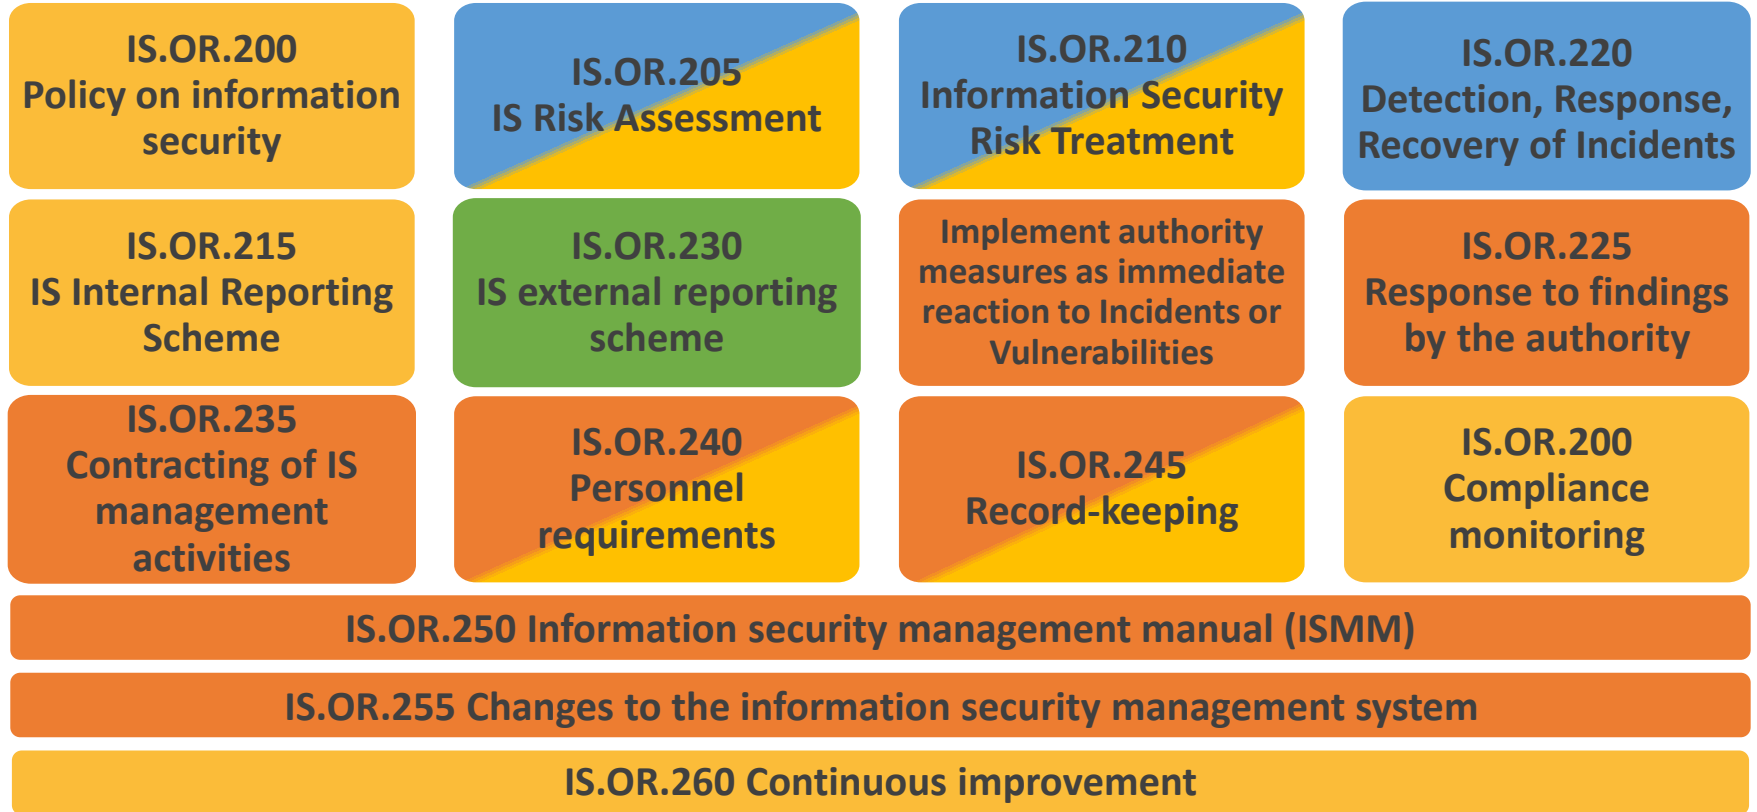 IS.OR.200
Policy on information
security
IS.OR.205
IS Risk Assessment
IS.OR.210
Information Security
Risk Treatment
IS.OR.220
Detection, Response,
Recovery of Incidents
IS.OR.215
IS Internal Reporting
Scheme
IS.OR.230
IS external reporting
scheme
Implement authority
measures as immediate
reaction to Incidents or
Vulnerabilities
IS.OR.225
Response to findings
by the authority
IS.OR.235
Contracting of IS
management
activities
IS.OR.240
Personnel
requirements
IS.OR.245
Record-keeping
IS.OR.200
Compliance
monitoring
IS.OR.250 Information security management manual (ISMM)
IS.OR.255 Changes to the information security management system
IS.OR.260 Continuous improvement